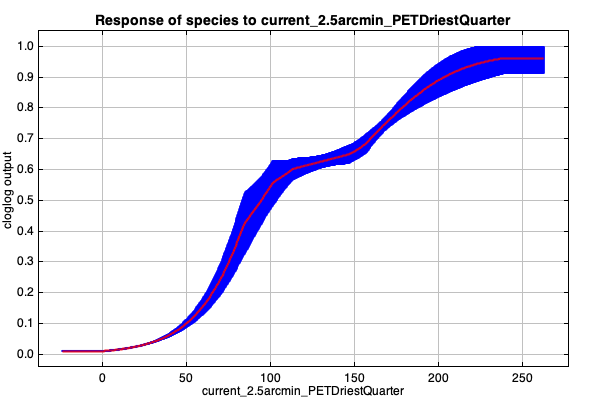 Response of species to current_2.5arcmin_PETDriestQuarter
1.0
0.9
0.8
0.7
0.6
0.5
0.4
0.3
0.2
0.1
0.0
cloglog output
0 50 100 150 200 250
current_2.5arcmin_PETDriestQuarter